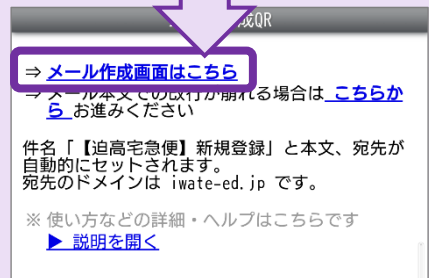 成QR
⇒ メール作成画面はこちら
⇒ メール本文での改行が崩れる場合は こちらか
ら お進みください
件名「【迫高宅急便】新規登録」と本文、宛先が
自動的にセットされます。
宛先のドメインは iwate-ed.jp です。
※ 使い方などの詳細・ヘルプはこちらです
▶ 説明を開く